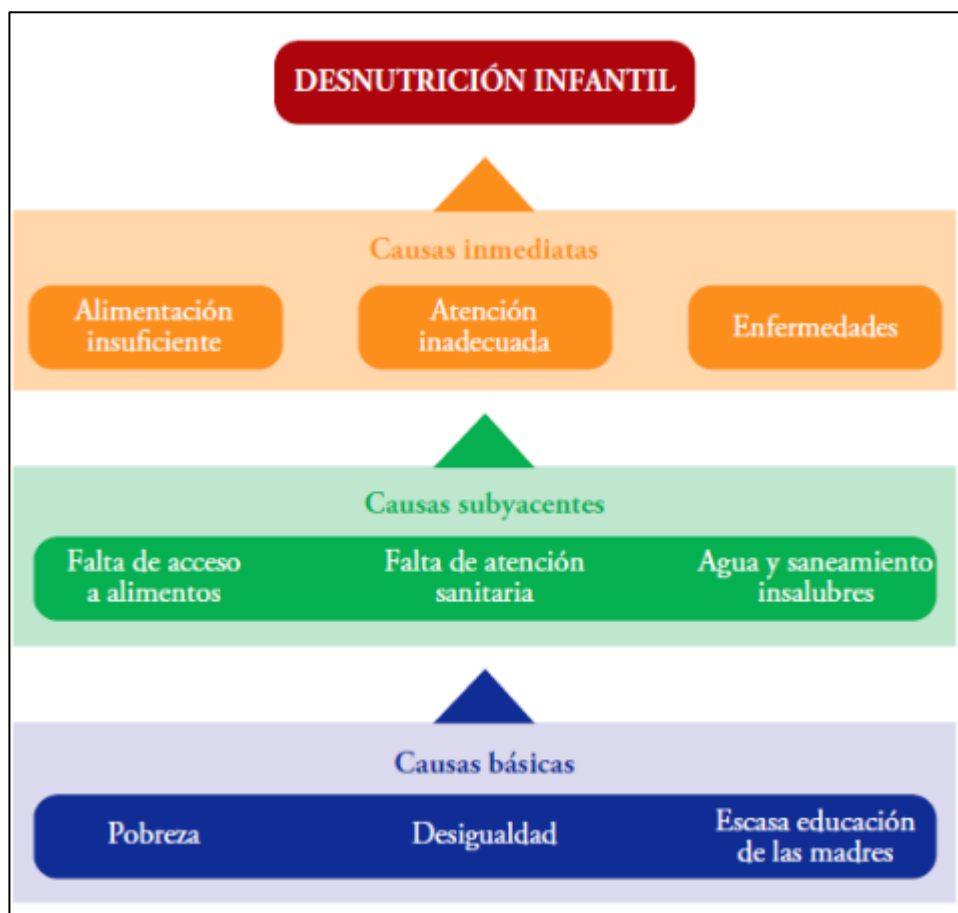 DESNUTRICIÓN INFANTIL
Causas inmediatas
Alimentación
insuficiente
Atención
inadecuada
Enfermedades
Causas subyacentes
Falta de acceso
a alimentos
Falta de atención
sanitaria
Agua y saneamiento
insalubres
Causas básicas
Pobreza
Desigualdad
Escasa educación
de las madres